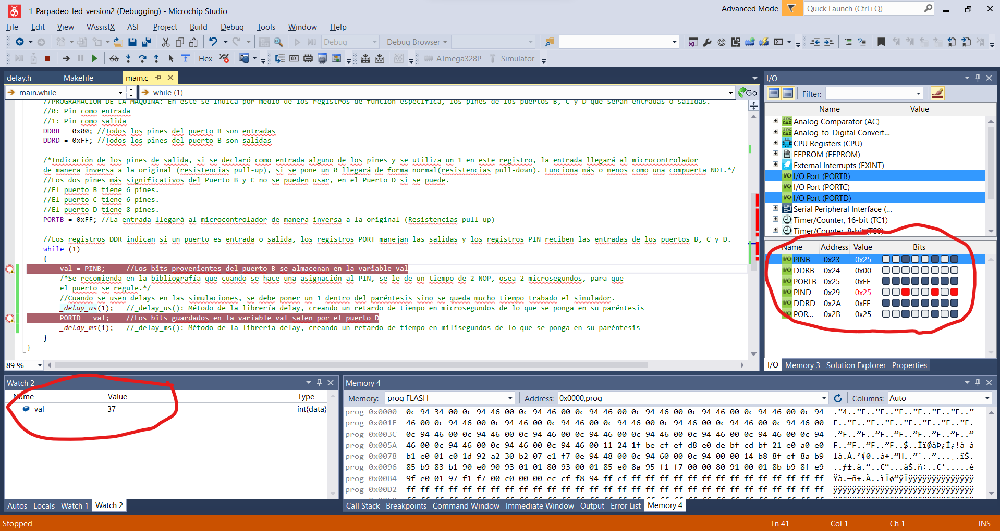 1_Parpadeo_led_version2 (Debugging) - Microchip Studio
Advanced Mode
Quick Launch (Ctrl+Q)
File Edit View VAssistX ASF Project Build Debug Tools Window Help
Debug Debug Browser
Hex ATmega328P Simulator
delay.h Makefile main.c
main.while while (1) Go
//PROGRAMACIÓN DE LA MÁQUINA: En este se indica por medio de los registros de función específica, los pines de los puertos B, C y D que serán entradas o salidas.
//0: Pin como entrada
//1: Pin como salida
DDRB = 0x00; //Todos los pines del puerto B son entradas
DDRD = 0xFF; //Todos los pines del puerto B son salidas
/*Indicación de los pines de salida, si se declaró como entrada alguno de los pines y se utiliza un 1 en este registro, la entrada llegará al microcontrolador
de manera inversa a la original (resistencias pull-up), si se pone un 0 llegará de forma normal(resistencias pull-down). Funciona más o menos como una compuerta NOT.*/
//Los dos pines más significativos del Puerto B y C no se pueden usar, en el Puerto D si se puede.
//El puerto B tiene 6 pines.
//El puerto C tiene 6 pines.
//El puerto D tiene 8 pines.
PORTB = 0xFF; //La entrada llegará al microcontrolador de manera inversa a la original (Resistencias pull-up)
//Los registros DDR indican si un puerto es entrada o salida, los registros PORT manejan las salidas y los registros PIN reciben las entradas de los puertos B, C y D.
while (1)
{
val = PINB; //Los bits provenientes del puerto B se almacenan en la variable val
/*Se recomienda en la bibliografía que cuando se hace una asignación al PIN, se le de un tiempo de 2 NOP, osea 2 microsegundos, para que
el puerto se regule.*/
//Cuando se usen delays en las simulaciones, se debe poner un 1 dentro del paréntesis sino se queda mucho tiempo trabado el simulador.
_delay_us(1); //_delay_us(): Método de la librería delay, creando un retardo de tiempo en microsegundos de lo que se ponga en su paréntesis
PORTD = val; //Los bits guardados en la variable val salen por el puerto D
_delay_ms(1); //_delay_ms(): Método de la librería delay, creando un retardo de tiempo en milisegundos de lo que se ponga en su paréntesis
}
}
89 %
I/O
Filter:
Name Value
Analog Comparator (AC)
Analog-to-Digital Convert...
CPU Registers (CPU)
EEPROM (EEPROM)
External Interrupts (EXINT)
I/O Port (PORTB)
I/O Port (PORTC)
I/O Port (PORTD)
Serial Peripheral Interface (...
Timer/Counter, 16-bit (TC1)
Timer/Counter, 8-bit (TC0)
Name Address Value Bits
PINB 0x23 0x25
DDRB 0x24 0x00
PORTB 0x25 0xFF
PIND 0x29 0x25
DDRD 0x2A 0xFF
POR... 0x2B 0x25
I/O Memory 3 Solution Explorer Properties
Watch 2
Name Value Type
val 37 int{data}
Autos Locals Watch 1 Watch 2
Memory 4
Memory: prog FLASH Address: 0x0000,prog Columns: Auto
prog 0x0000 0c 94 34 00 0c 94 46 00 0c 94 46 00 0c 94 46 00 0c 94 46 00 0c 94 46 00 0c 94 46 00 0c 94
prog 0x001E 46 00 0c 94 46 00 0c 94 46 00 0c 94 46 00 0c 94 46 00 0c 94 46 00 0c 94 46 00 0c 94 46 00
prog 0x003C 0c 94 46 00 0c 94 46 00 0c 94 46 00 0c 94 46 00 0c 94 46 00 0c 94 46 00 0c 94 46 00 0c 94
prog 0x005A 46 00 0c 94 46 00 0c 94 46 00 0c 94 46 00 11 24 1f be cf ef d8 e0 de bf cd bf 21 e0 a0 e0
prog 0x0078 b1 e0 01 c0 1d 92 a2 30 b2 07 e1 f7 0e 94 48 00 0c 94 60 00 0c 94 00 00 14 b8 8f ef 8a b9
prog 0x0096 85 b9 83 b1 90 e0 90 93 01 01 80 93 00 01 85 e0 8a 95 f1 f7 00 00 80 91 00 01 8b b9 8f e9
prog 0x00B4 9f e0 01 97 f1 f7 00 c0 00 00 ec cf f8 94 ff cf ff ff ff ff ff ff ff ff ff ff ff ff ff ff
prog 0x00D2 ff ff ff ff ff ff ff ff ff ff ff ff ff ff ff ff ff ff ff ff ff ff ff ff ff ff ff ff ff ff
Call Stack Breakpoints Command Window Immediate Window Output Error List Memory 4
Stopped Ln 41 Col 1 Ch 1 INS